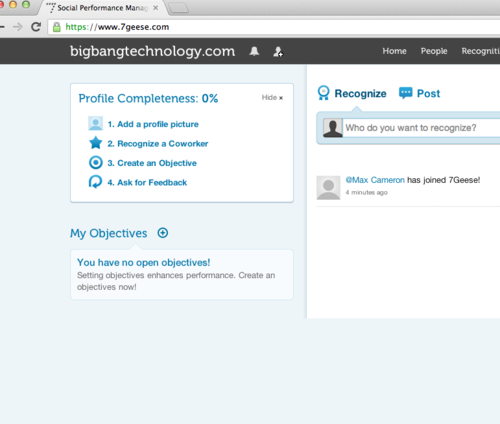 Social Performance Manag
https://www.7geese.com
bigbangtechnology.com
Home People Recogniti
Profile Completeness: 0%
Hide x
1. Add a profile picture
2. Recognize a Coworker
3. Create an Objective
4. Ask for Feedback
My Objectives
You have no open objectives!
Setting objectives enhances performance. Create an
objectives now!
Recognize Post
Who do you want to recognize?
@Max Cameron has joined 7Geese!
4 minutes ago